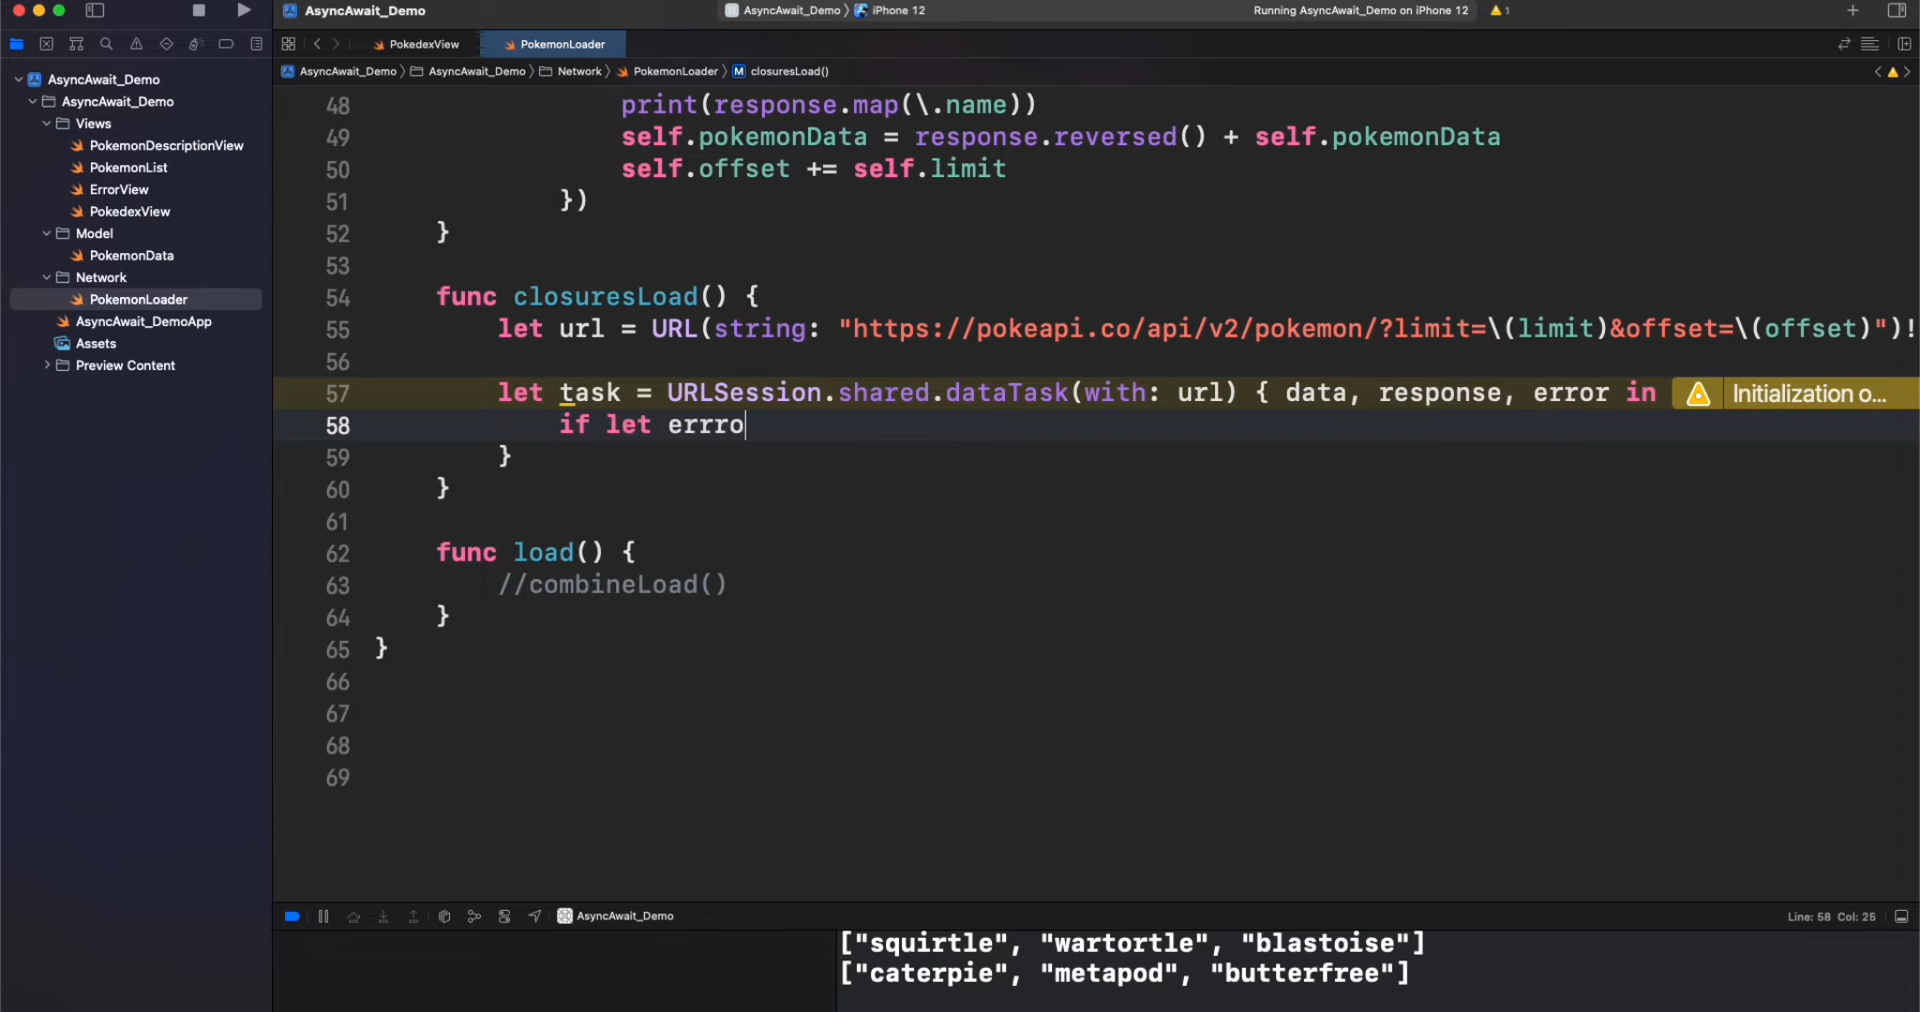 AsyncAwait_Demo
AsyncAwait_Demo 〉 iPhone 12
Running AsyncAwait_Demo on iPhone 12
1
PokedexView
PokemonLoader
AsyncAwait_Demo 〉 AsyncAwait_Demo 〉 Network 〉 PokemonLoader 〉 M closuresLoad()
AsyncAwait_Demo
AsyncAwait_Demo
Views
PokemonDescriptionView
PokemonList
ErrorView
PokedexView
Model
PokemonData
Network
PokemonLoader
AsyncAwait_DemoApp
Assets
Preview Content
48 print(response.map(\.name))
49 self.pokemonData = response.reversed() + self.pokemonData
50 self.offset += self.limit
51 })
52 }
53
54 func closuresLoad() {
55 let url = URL(string: "https://pokeapi.co/api/v2/pokemon/?limit=\(limit)&offset=\(offset)")!
56
57 let task = URLSession.shared.dataTask(with: url) { data, response, error in Initialization o...
58 if let errro
59 }
60 }
61
62 func load() {
63 //combineLoad()
64 }
65 }
66
67
68
69
AsyncAwait_Demo
Line: 58 Col: 25
["squirtle", "wartortle", "blastoise"]
["caterpie", "metapod", "butterfree"]